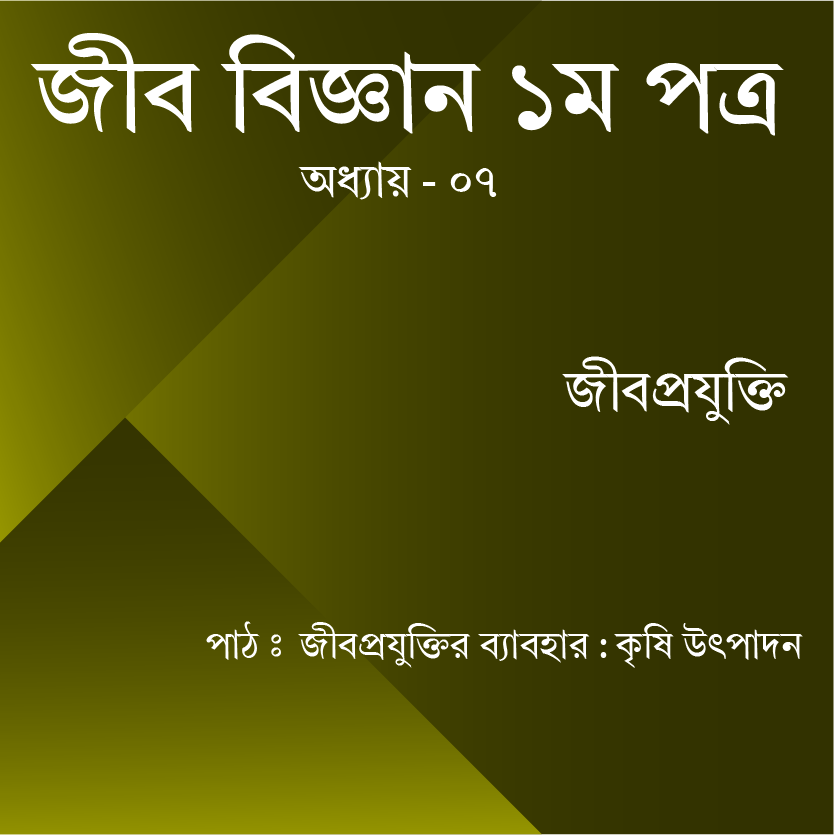 জীব বিজ্ঞান ১ম পত্র
অধ্যায় - ০৭
জীবপ্রযুক্তি
পাঠ ঃ জীবপ্রযুক্তির ব্যাবহার : কৃষি উৎপাদন